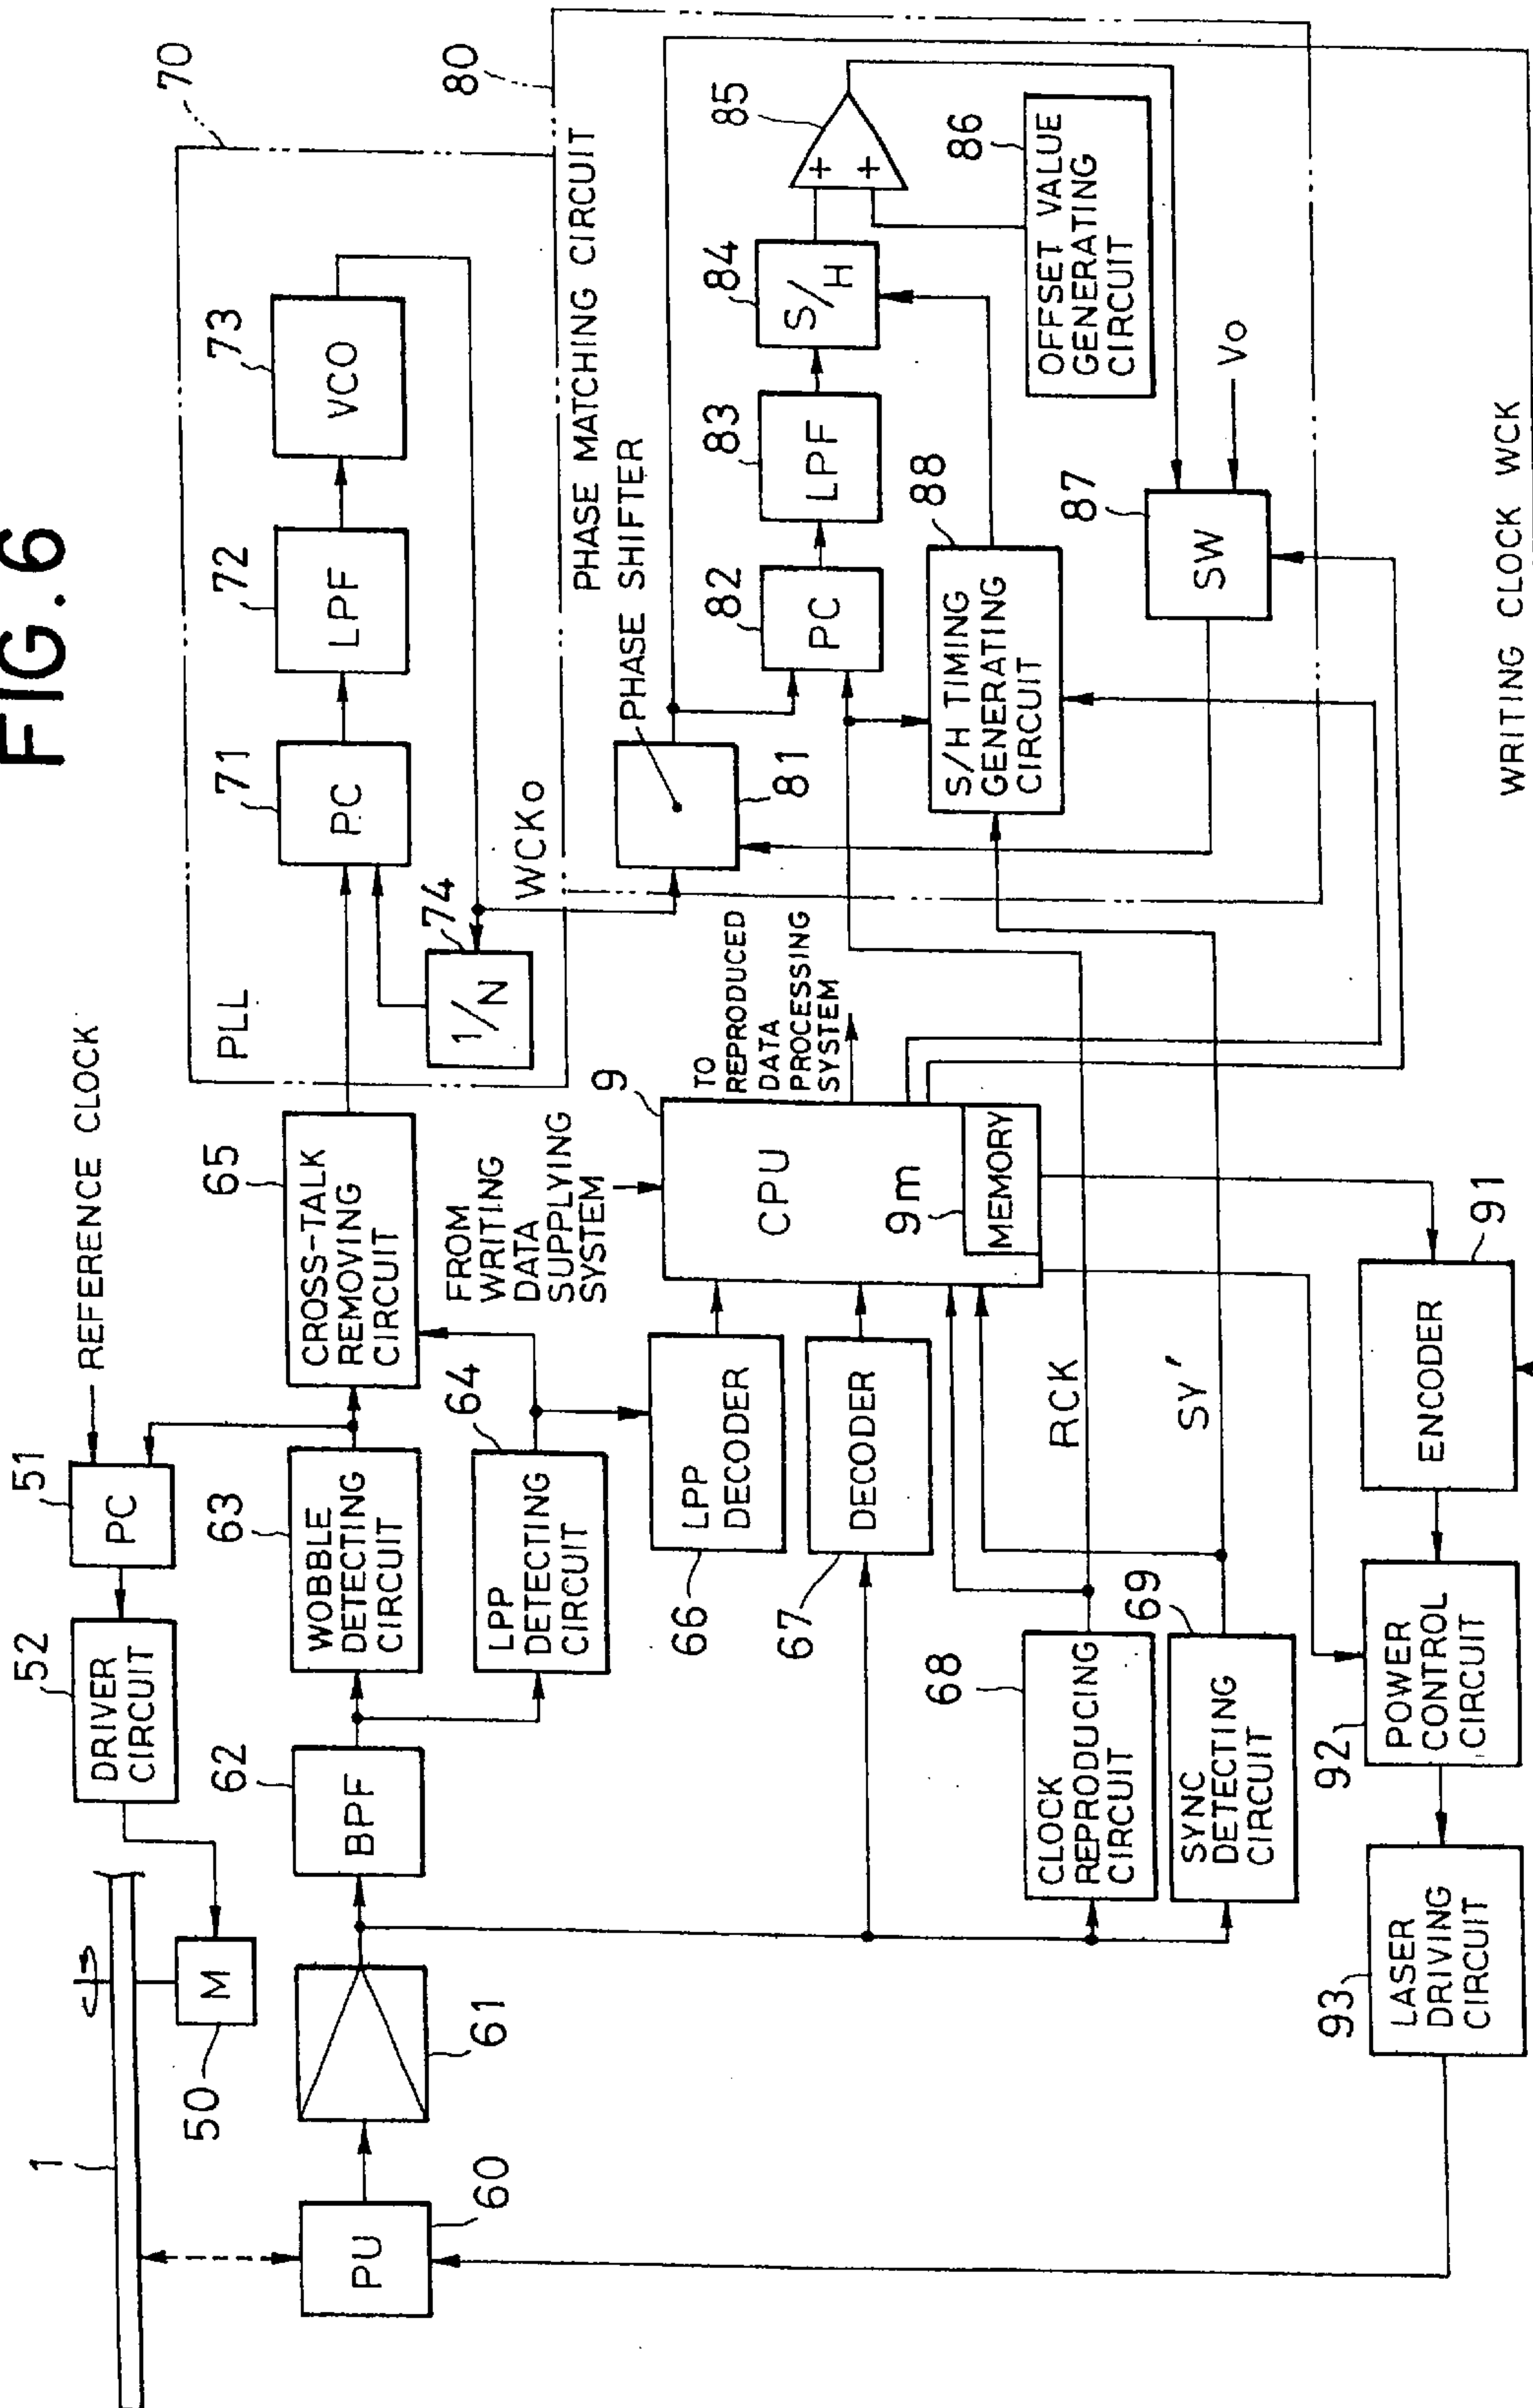 FIG. 6
1
50
M
52
DRIVER
CIRCUIT
51
PC
REFERENCE CLOCK
60
PU
61
62
BPF
63
WOBBLE
DETECTING
CIRCUIT
64
LPP
DETECTING
CIRCUIT
65
CROSS-TALK
REMOVING
CIRCUIT
70
PLL
71
PC
72
LPF
73
VCO
74
1/N
WCKo
80
PHASE MATCHING CIRCUIT
PHASE SHIFTER
81
82
PC
83
LPF
84
S/H
85
+
+
86
OFFSET VALUE
GENERATING
CIRCUIT
87
SW
Vo
88
S/H TIMING
GENERATING
CIRCUIT
66
LPP
DECODER
67
DECODER
FROM
WRITING
DATA
SUPPLYING
SYSTEM
9
CPU
9m
MEMORY
TO
REPRODUCED
DATA
PROCESSING
SYSTEM
68
CLOCK
REPRODUCING
CIRCUIT
RCK
69
SYNC
DETECTING
CIRCUIT
SY'
91
ENCODER
92
POWER
CONTROL
CIRCUIT
93
LASER
DRIVING
CIRCUIT
WRITING CLOCK WCK